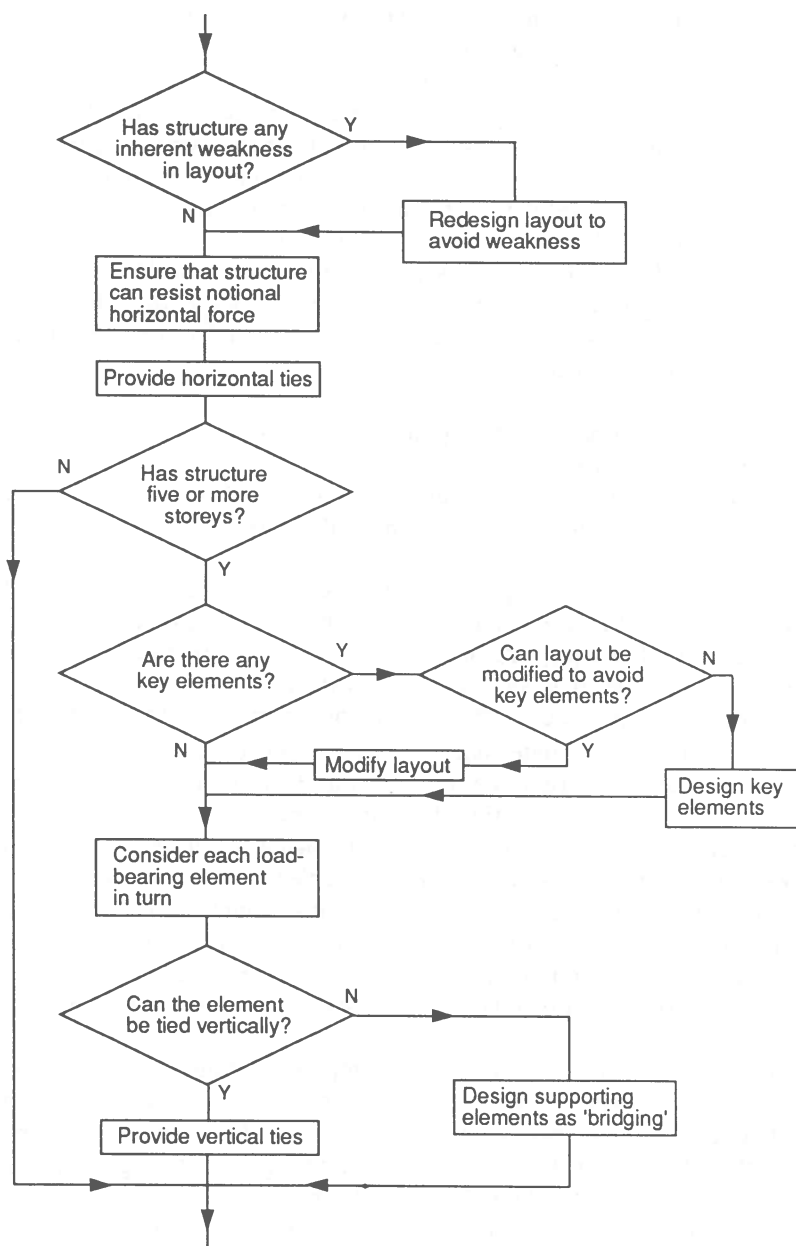 Has structure any
inherent weakness
in layout?
Y
N
Redesign layout to
avoid weakness
Ensure that structure
can resist notional
horizontal force
Provide horizontal ties
N
Has structure
five or more
storeys?
Y
Are there any
key elements?
Y
N
Can layout be
modified to avoid
key elements?
N
Y
Modify layout
Design key
elements
Consider each load-
bearing element
in turn
Can the element
be tied vertically?
N
Y
Design supporting
elements as 'bridging'
Provide vertical ties